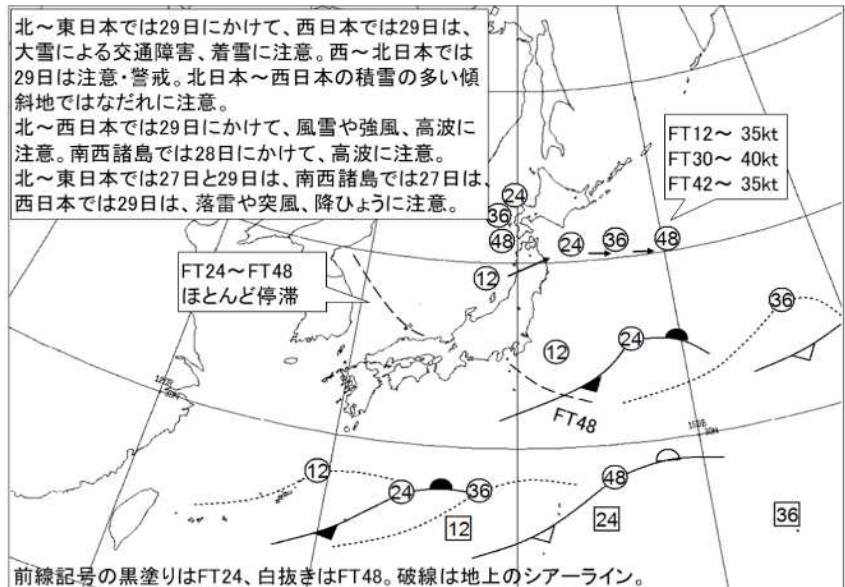 北～東日本では29日にかけて、西日本では29日は、
大雪による交通障害、着雪に注意。西～北日本では
29日は注意・警戒。北日本～西日本の積雪の多い傾
斜地ではなだれに注意。
北～西日本では29日にかけて、風雪や強風、高波に
注意。南西諸島では28日にかけて、高波に注意。
北～東日本では27日と29日は、南西諸島では27日は、
西日本では29日は、落雷や突風、降ひょうに注意。
FT12～ 35kt
FT30～ 40kt
FT42～ 35kt
24
36
48
24
36
48
12
FT24～FT48
ほとんど停滞
36
24
12
FT48
12
24
36
48
12
24
36
前線記号の黒塗りはFT24、白抜きはFT48。破線は地上のシアーライン。